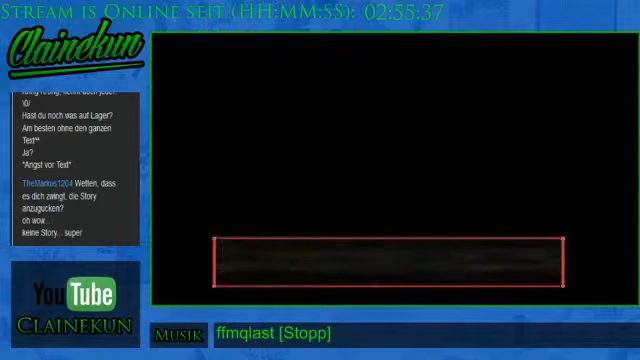 Stream is Online seit (HH:MM:SS): 02:55:37
Clainekun
\0/
Hast du noch was auf Lager?
Am besten ohne den ganzen
Text^^
Ja?
*Angst vor Text*
TheMarkus1204 Wetten, dass
es dich zwingt, die Story
anzugucken?
oh wow...
keine Story... super
YouTube
Clainekun
Musik
ffmqlast [Stopp]